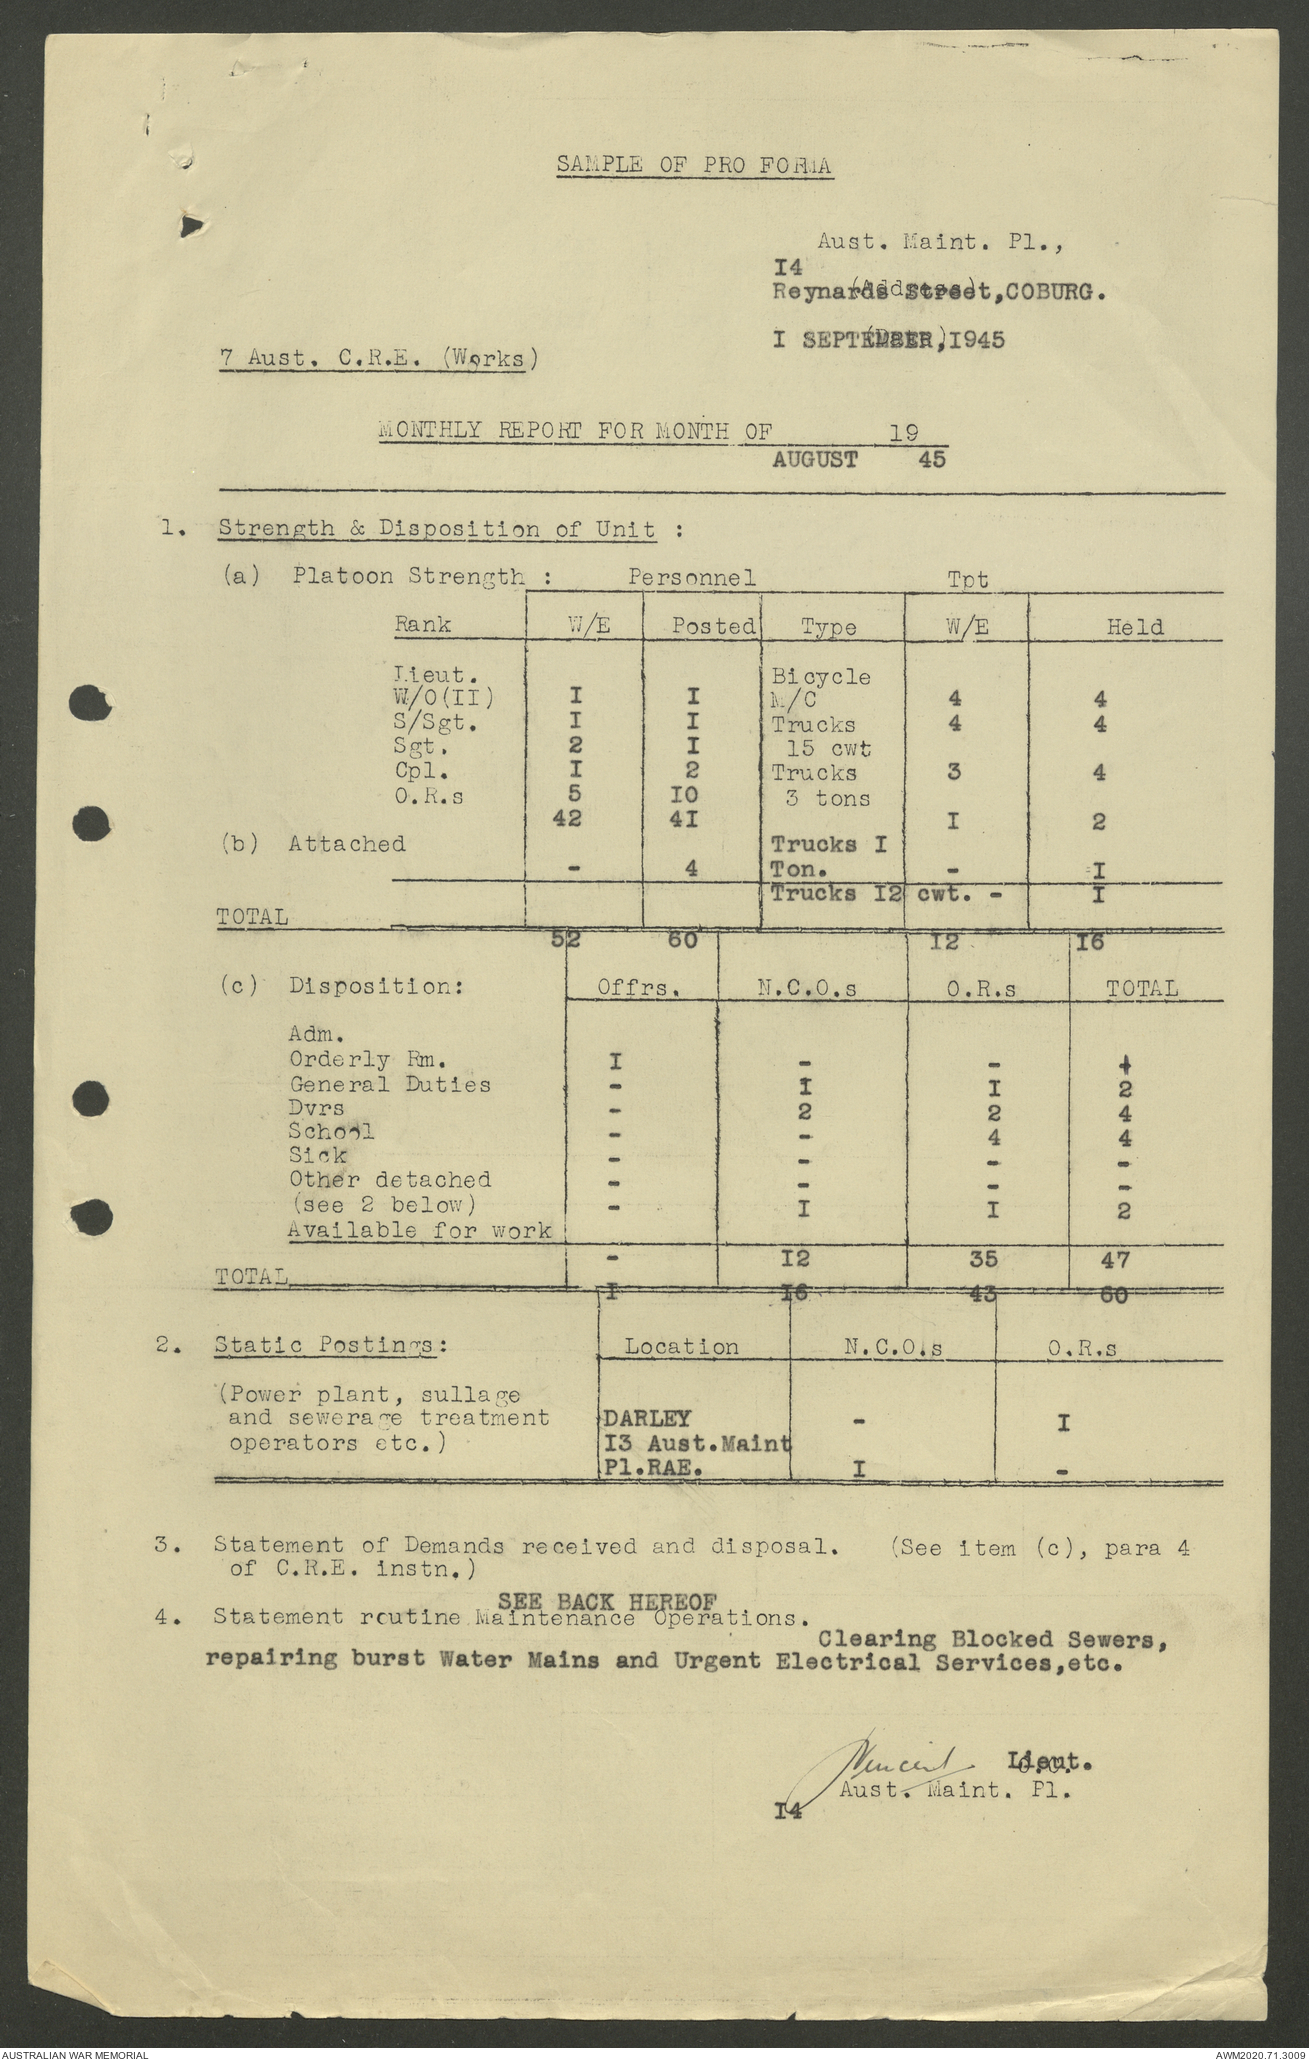 SAMPLE OF PRO FORMA
Aust. Maint. Pl.,
I4
(Address)
Reynards Street,COBURG.
(Date)
I SEPTEMBER,I945
7 Aust. C.R.E. (Works)
MONTHLY REPORT FOR MONTH OF 19
AUGUST 45
1. Strength & Disposition of Unit :
(a) Platoon Strength : Personnel Tpt
Rank W/E Posted Type W/E Held
Lieut. Bicycle
W/O(II) I I M/C 4 4
S/Sgt. I I Trucks 4 4
Sgt. 2 I 15 cwt
Cpl. I 2 Trucks 3 4
O.R.s 5 IO 3 tons
42 4I I 2
(b) Attached Trucks I
- 4 Ton. - I
Trucks I2 cwt. - I
TOTAL
52 60 I2 I6
(c) Disposition: Offrs. N.C.O.s O.R.s TOTAL
Adm.
Orderly Rm. I - - 1
General Duties - I I 2
Dvrs - 2 2 4
School - - 4 4
Sick - - - -
Other detached - - - -
(see 2 below) - I I 2
Available for work
- I2 35 47
TOTAL
I I6 43 60
2. Static Postings: Location N.C.O.s O.R.s
(Power plant, sullage
and sewerage treatment DARLEY - I
operators etc.) I3 Aust.Maint
Pl.RAE. I -
3. Statement of Demands received and disposal. (See item (c), para 4
of C.R.E. instn.)
SEE BACK HEREOF
4. Statement routine Maintenance Operations.
Clearing Blocked Sewers,
repairing burst Water Mains and Urgent Electrical Services,etc.
Vincent Lieut.
O.C.
Aust. Maint. Pl.
I4
AUSTRALIAN WAR MEMORIAL AWM2020.71.3009